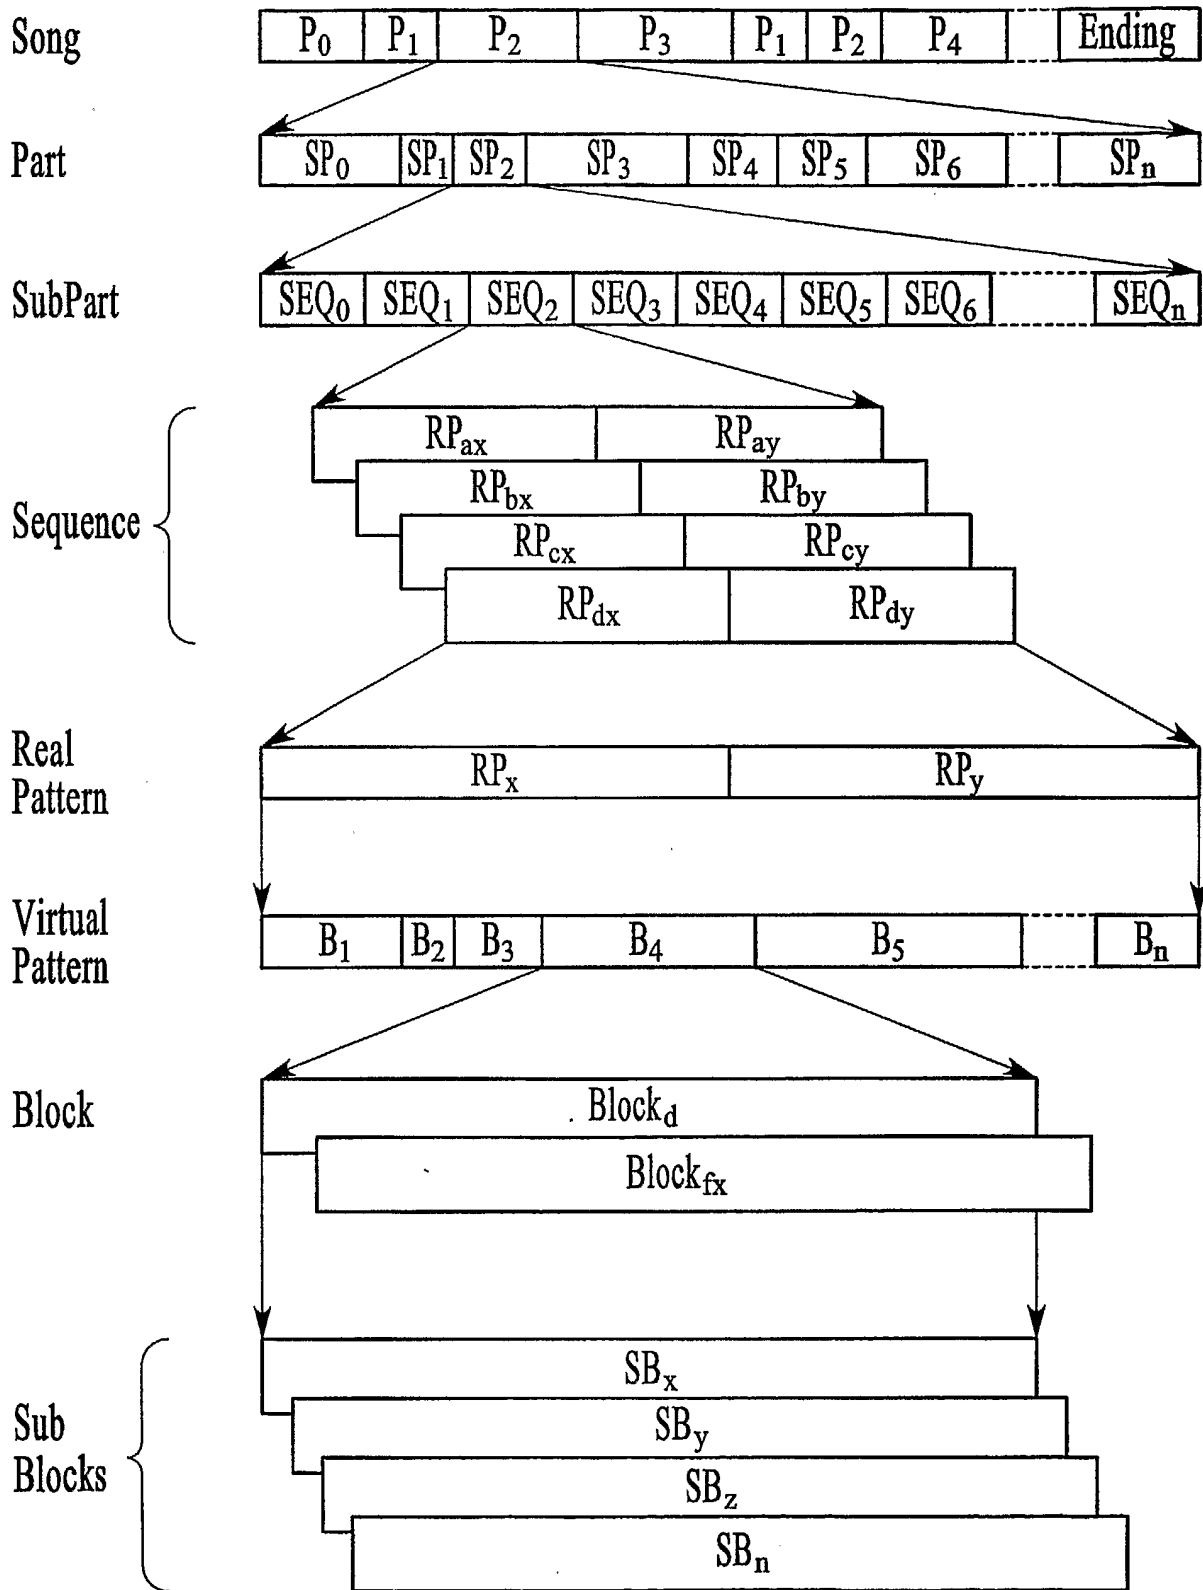 Song P0 P1 P2 P3 P1 P2 P4 Ending
Part SP0 SP1 SP2 SP3 SP4 SP5 SP6 SPn
SubPart SEQ0 SEQ1 SEQ2 SEQ3 SEQ4 SEQ5 SEQ6 SEQn
RPax RPay
RPbx RPby
Sequence
RPcx RPcy
RPdx RPdy
Real
Pattern
RPx RPy
Virtual
Pattern
B1 B2 B3 B4 B5 Bn
Block
Blockd
Blockfx
SBx
Sub
Blocks
SBy
SBz
SBn